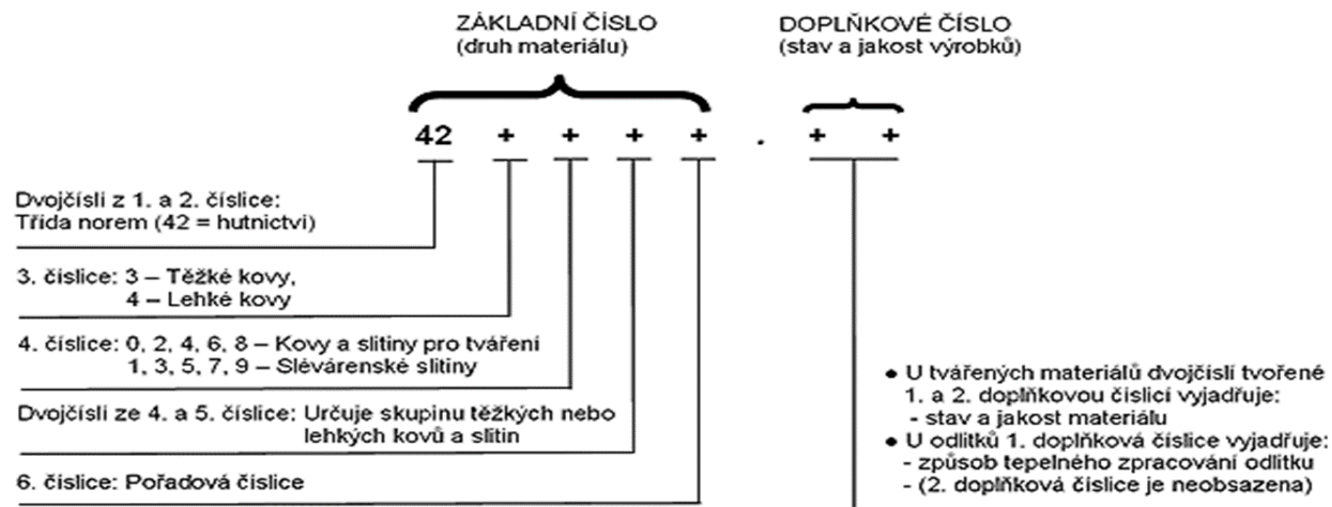 ZÁKLADNÍ ČÍSLO
(druh materiálu)
DOPLŇKOVÉ ČÍSLO
(stav a jakost výrobků)
42 + + + + . + +
Dvojčísli z 1. a 2. číslice:
Třída norem (42 = hutnictvi)
3. číslice: 3 – Těžké kovy,
4 – Lehké kovy
4. číslice: 0, 2, 4, 6, 8 – Kovy a slitiny pro tváření
1, 3, 5, 7, 9 – Slévárenské slitiny
Dvojčísli ze 4. a 5. číslice: Určuje skupinu těžkých nebo
lehkých kovů a slitin
6. číslice: Pořadová číslice
● U tvářených materiálů dvojčíslí tvořené
1. a 2. doplňkovou číslicí vyjadřuje:
- stav a jakost materiálu
● U odlitků 1. doplňková číslice vyjadřuje:
- způsob tepelného zpracování odlitku
- (2. doplňková číslice je neobsazena)